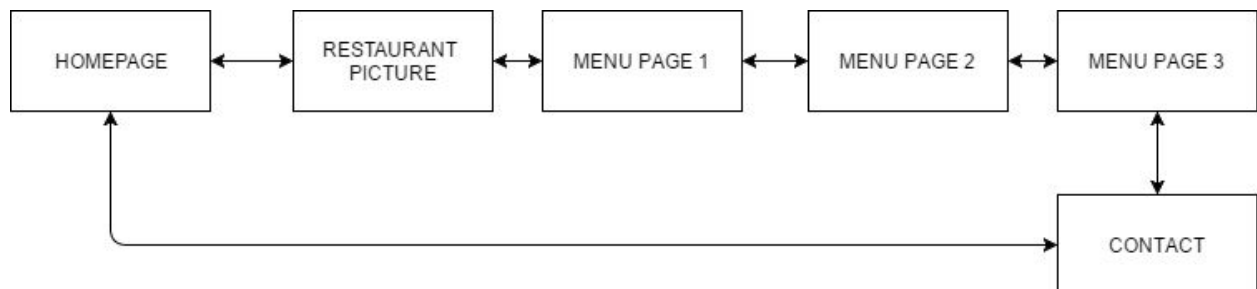 HOMEPAGE
RESTAURANT
PICTURE
MENU PAGE 1
MENU PAGE 2
MENU PAGE 3
CONTACT